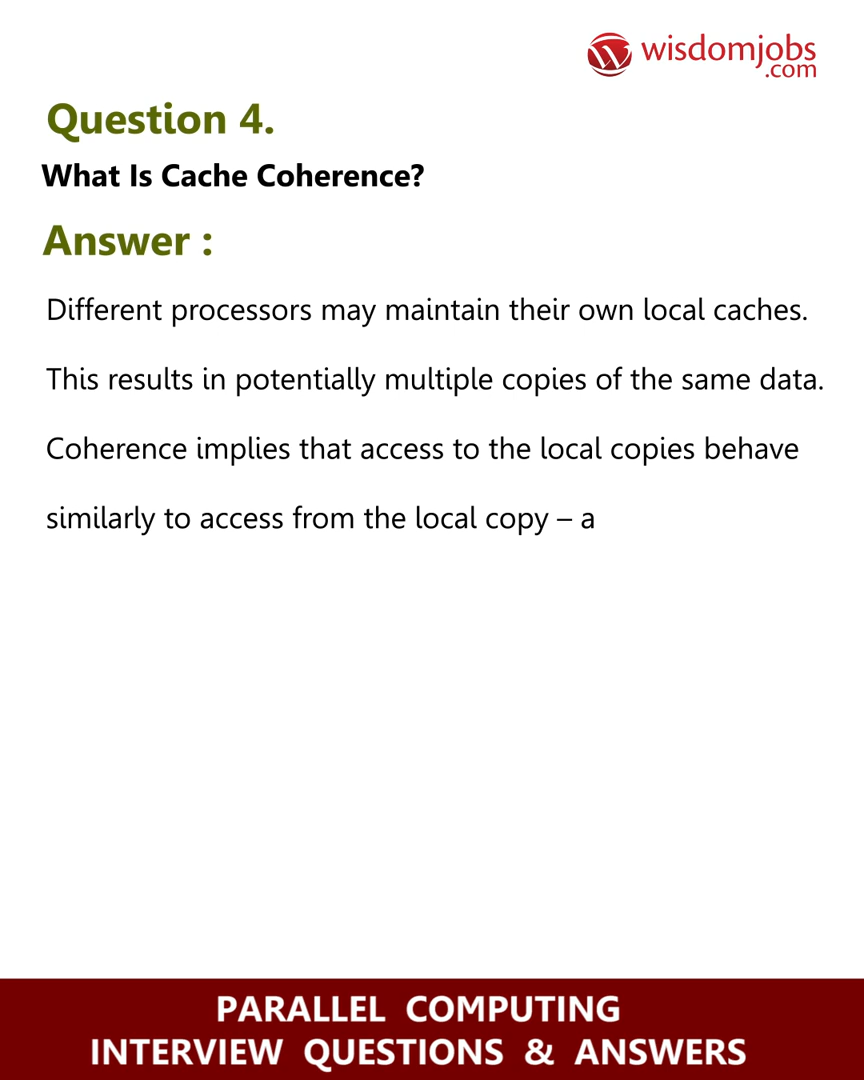 wisdomjobs
.com
Question 4.
What Is Cache Coherence?
Answer :
Different processors may maintain their own local caches.
This results in potentially multiple copies of the same data.
Coherence implies that access to the local copies behave
similarly to access from the local copy – a
PARALLEL COMPUTING
INTERVIEW QUESTIONS & ANSWERS